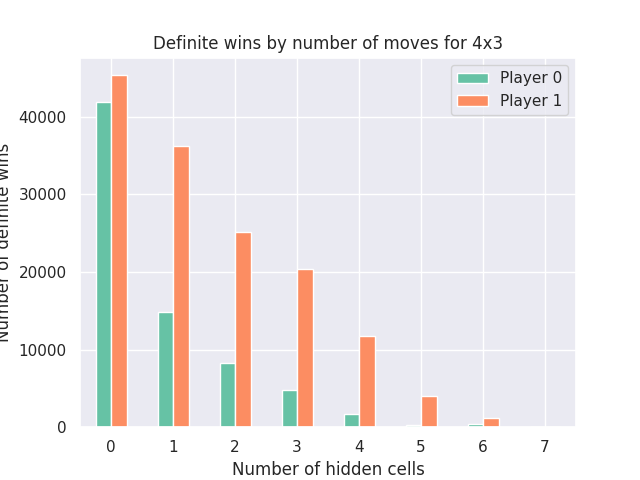 Definite wins by number of moves for 4x3
Player 0
Player 1
Number of definite wins
40000
30000
20000
10000
0
0 1 2 3 4 5 6 7
Number of hidden cells